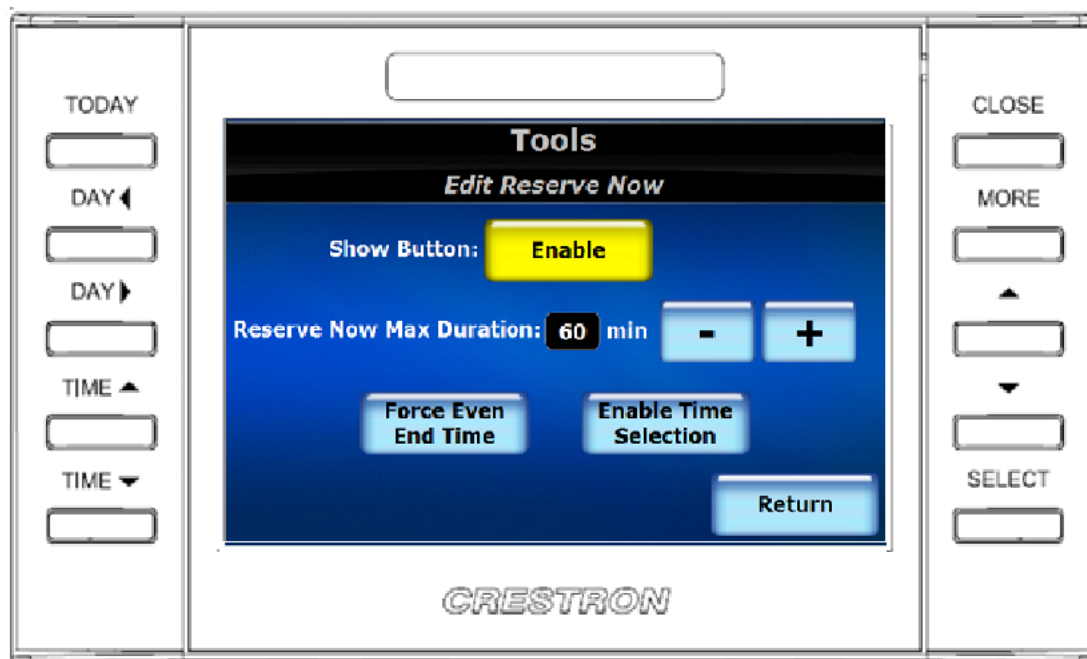 TODAY
DAY◀
DAY▶
TIME ▲
TIME ▼
Tools
Edit Reserve Now
Show Button: Enable
Reserve Now Max Duration: 60 min - +
Force Even
End Time
Enable Time
Selection
Return
CRESTRON
CLOSE
MORE
▲
▼
SELECT